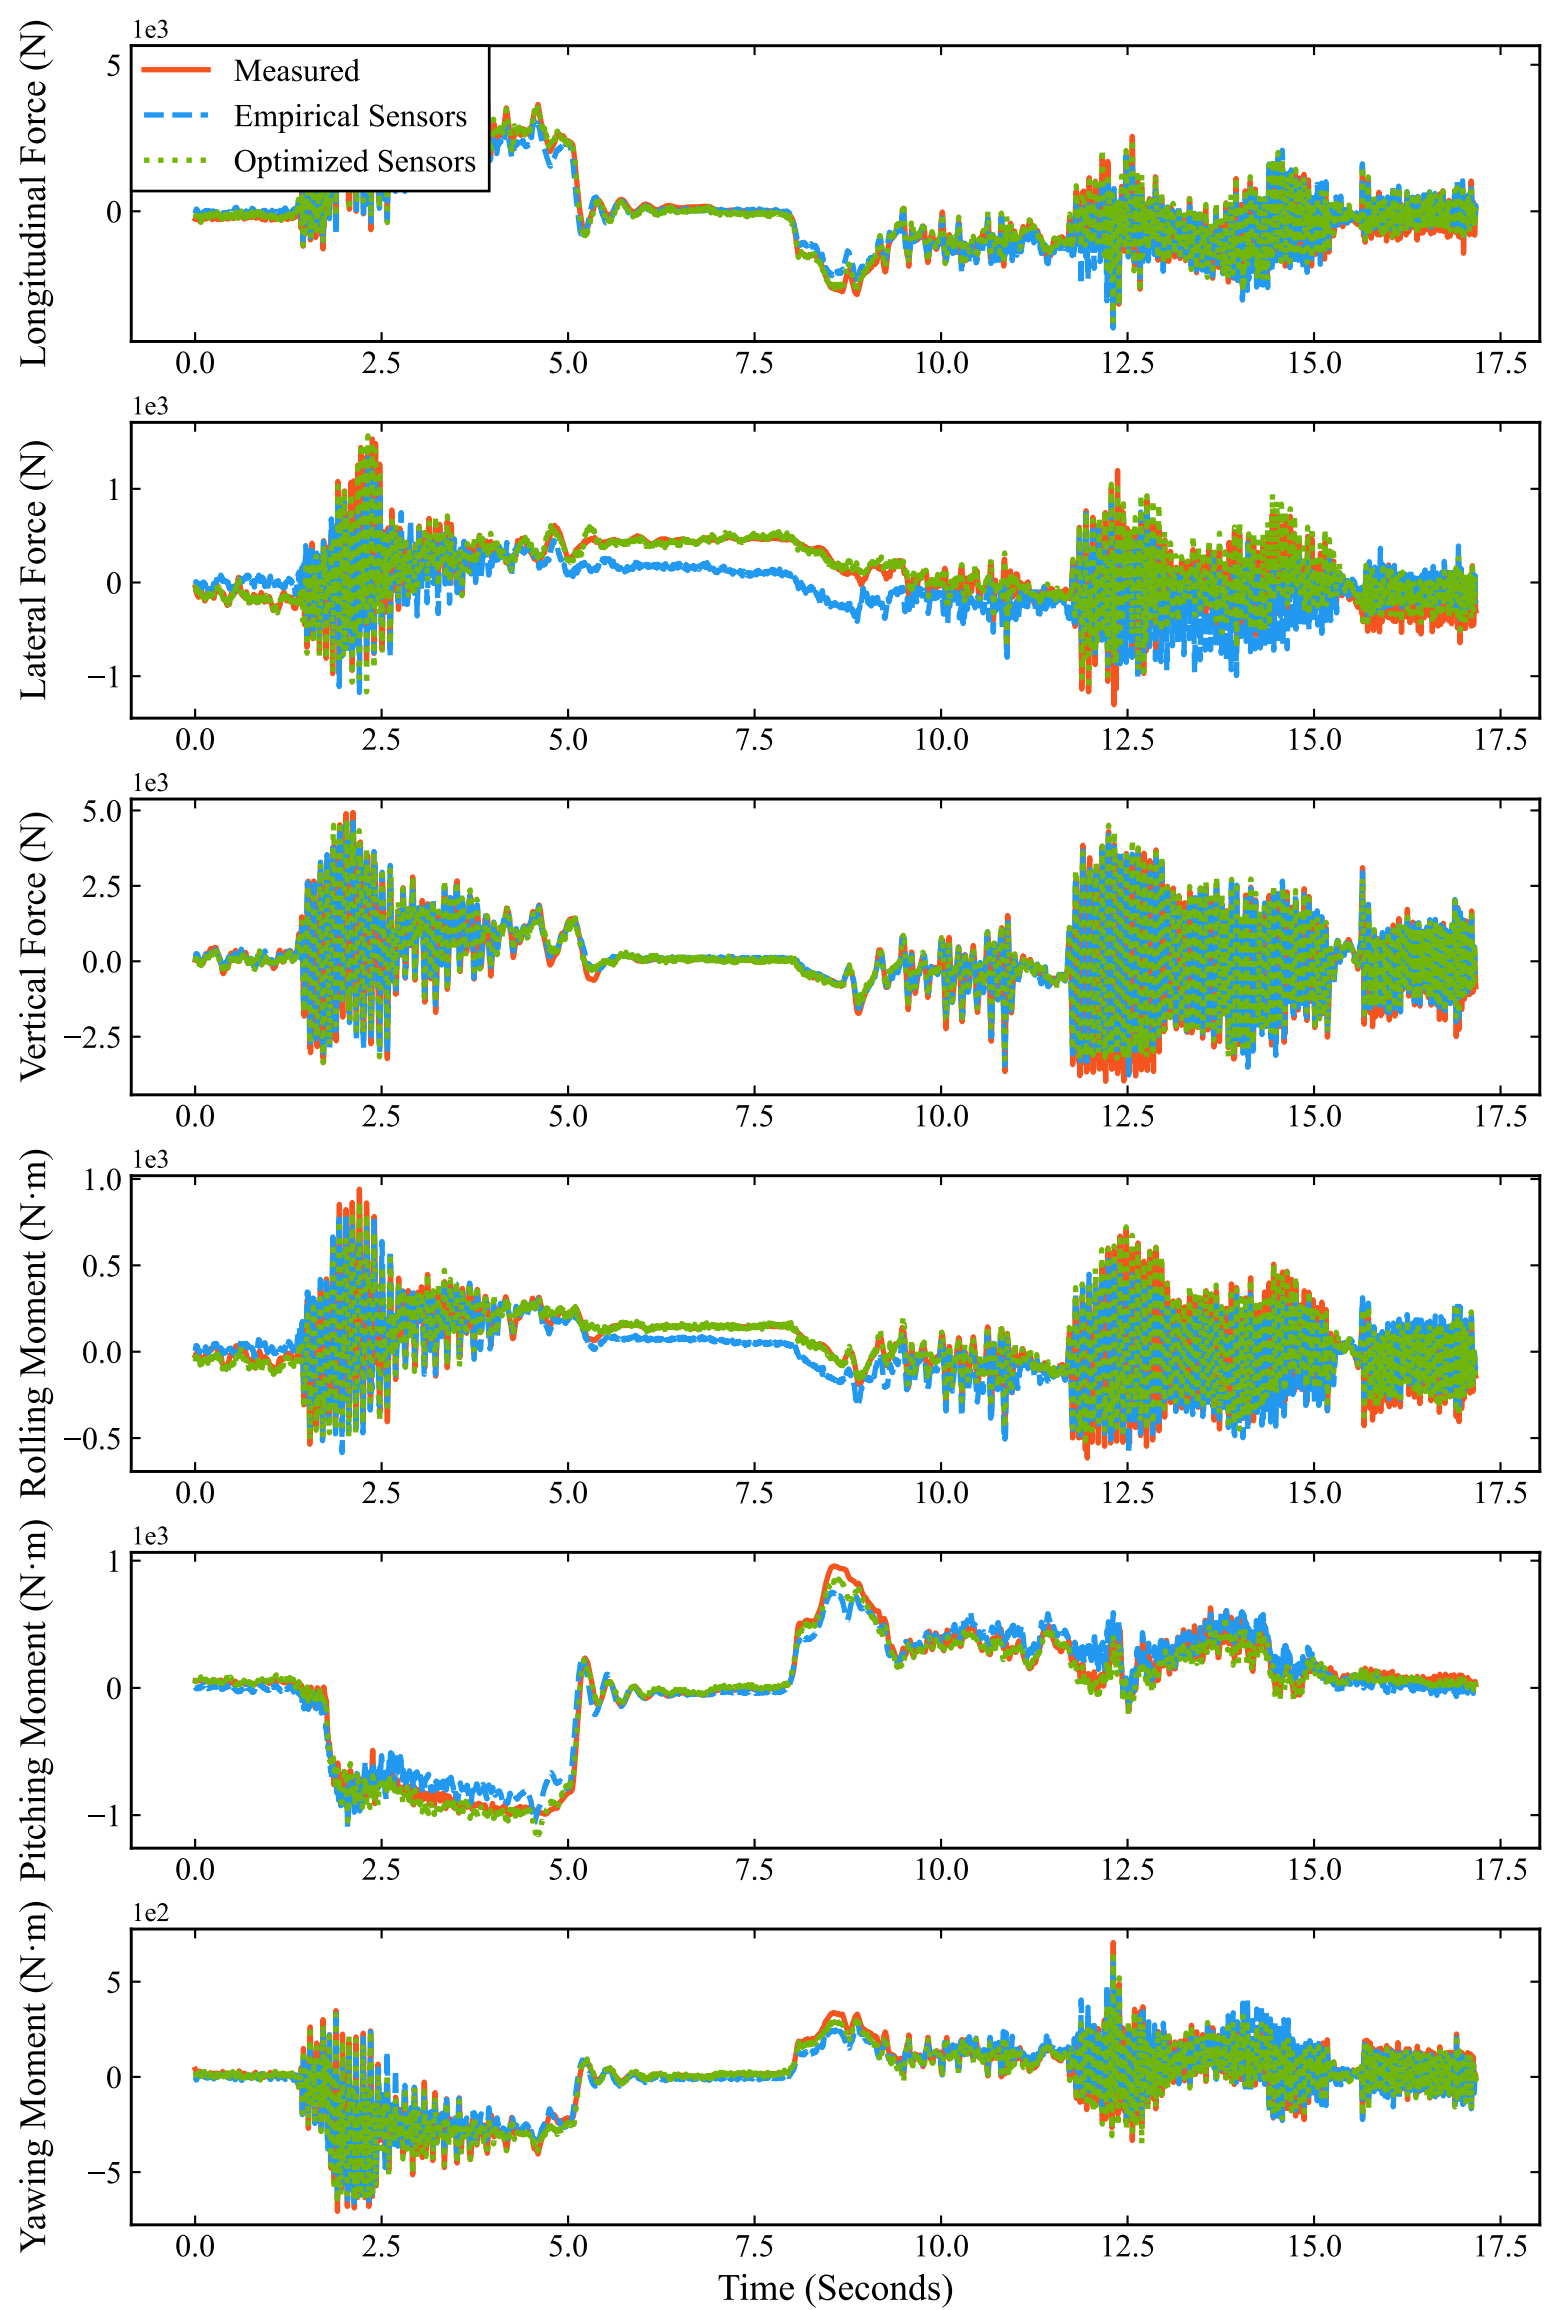 1e3
Longitudinal Force (N)
5
0
Measured
Empirical Sensors
Optimized Sensors
0.0 2.5 5.0 7.5 10.0 12.5 15.0 17.5
1e3
Lateral Force (N)
1
0
−1
0.0 2.5 5.0 7.5 10.0 12.5 15.0 17.5
1e3
Vertical Force (N)
5.0
2.5
0.0
−2.5
0.0 2.5 5.0 7.5 10.0 12.5 15.0 17.5
1e3
Rolling Moment (N·m)
1.0
0.5
0.0
−0.5
0.0 2.5 5.0 7.5 10.0 12.5 15.0 17.5
1e3
Pitching Moment (N·m)
1
0
−1
0.0 2.5 5.0 7.5 10.0 12.5 15.0 17.5
1e2
Yawing Moment (N·m)
5
0
−5
0.0 2.5 5.0 7.5 10.0 12.5 15.0 17.5
Time (Seconds)